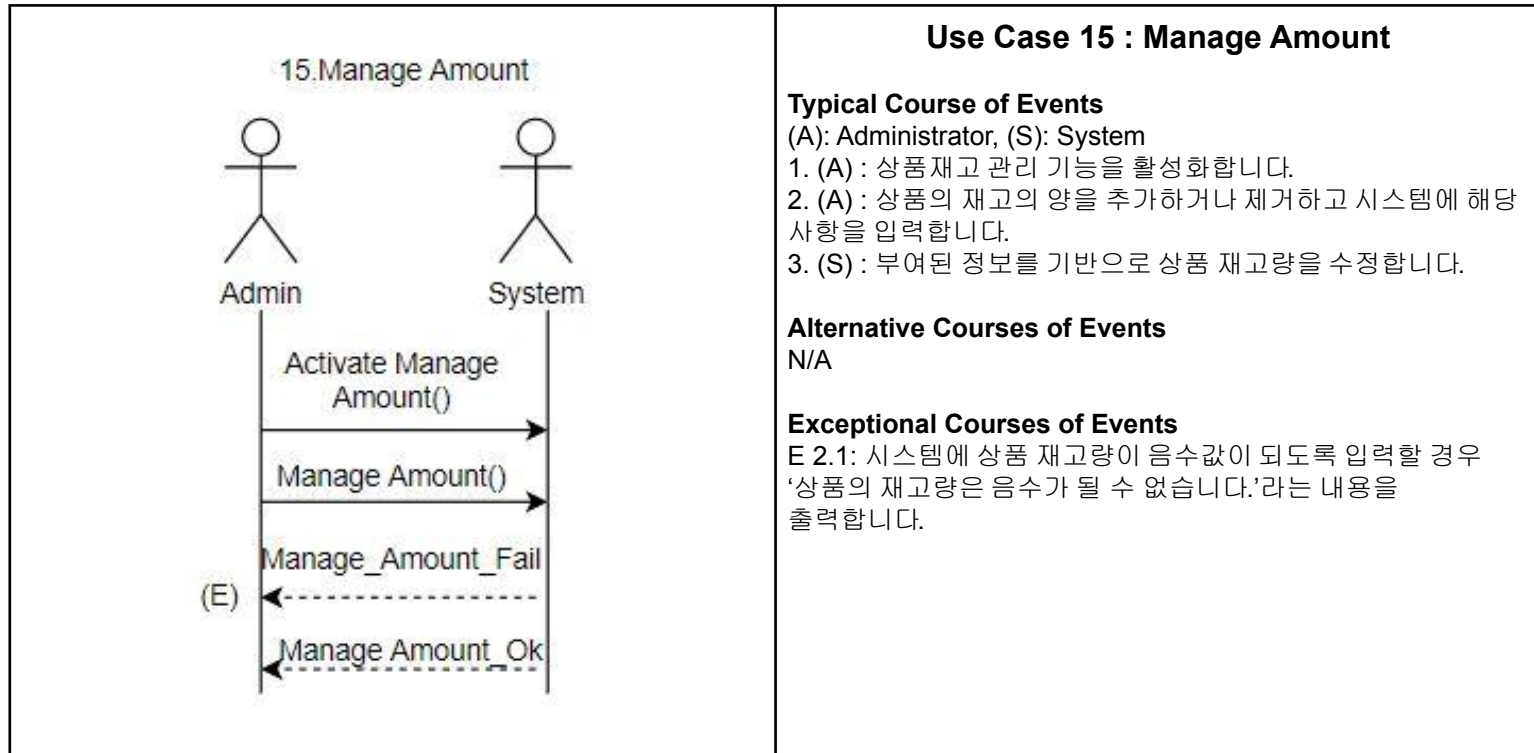 15.Manage Amount
Admin
System
Activate Manage
Amount()
Manage Amount()
Manage_Amount_Fail
(E)
Manage Amount_Ok
Use Case 15 : Manage Amount
Typical Course of Events
(A): Administrator, (S): System
1. (A) : 상품재고 관리 기능을 활성화합니다.
2. (A) : 상품의 재고의 양을 추가하거나 제거하고 시스템에 해당
사항을 입력합니다.
3. (S) : 부여된 정보를 기반으로 상품 재고량을 수정합니다.
Alternative Courses of Events
N/A
Exceptional Courses of Events
E 2.1: 시스템에 상품 재고량이 음수값이 되도록 입력할 경우
‘상품의 재고량은 음수가 될 수 없습니다.’라는 내용을
출력합니다.